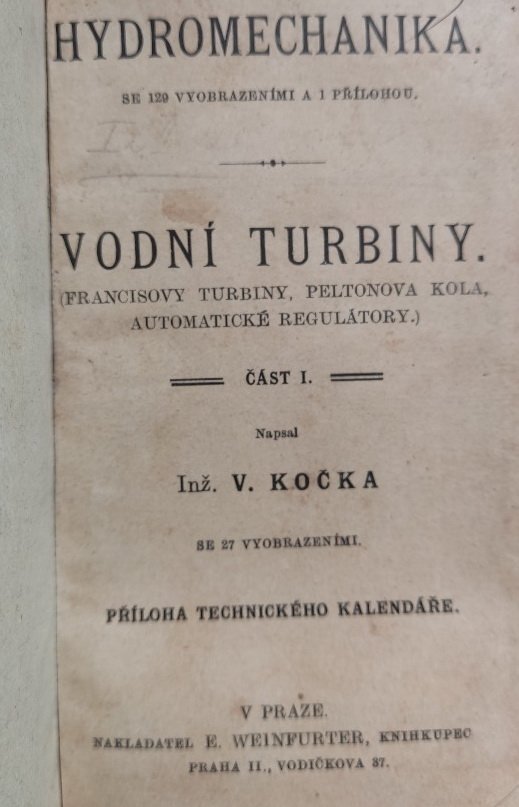 HYDROMECHANIKA.
SE 129 VYOBRAZENÍMI A 1 PŘÍLOHOU.
VODNÍ TURBINY.
(FRANCISOVY TURBINY, PELTONOVA KOLA,
AUTOMATICKÉ REGULÁTORY.)
ČÁST I.
Napsal
Inž. V. KOČKA
SE 27 VYOBRAZENÍMI.
PŘÍLOHA TECHNICKÉHO KALENDÁŘE.
V PRAZE.
NAKLADATEL E. WEINFURTER, KNIHKUPEC
PRAHA II., VODIČKOVA 37.